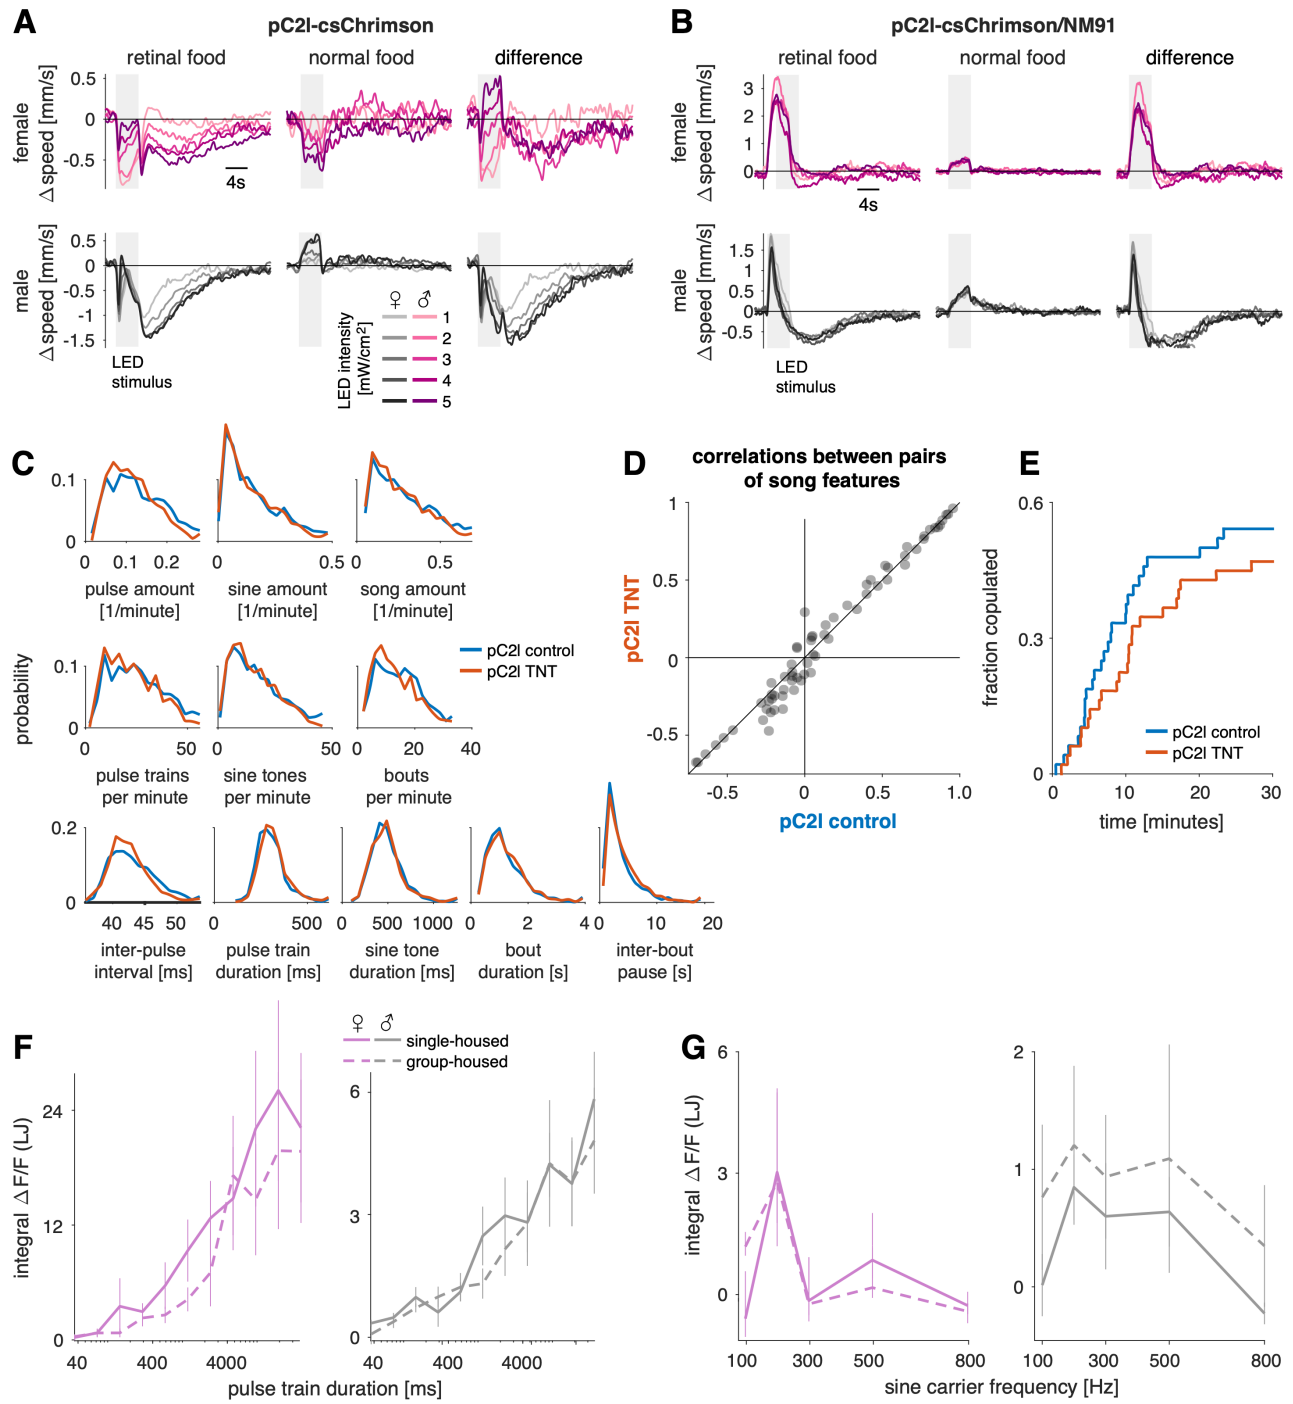 A
pC2l-csChrimson
retinal food
normal food
difference
female
Δ speed [mm/s]
0.5
0
-0.5
4s
male
Δ speed [mm/s]
0.5
0
-0.5
-1
-1.5
LED
stimulus
LED intensity
[mW/cm²]
♀ ♂
1
2
3
4
5
B
pC2l-csChrimson/NM91
retinal food
normal food
difference
female
Δ speed [mm/s]
3
2
1
0
4s
male
Δ speed [mm/s]
1.5
1
0.5
0
-0.5
LED
stimulus
C
probability
0.1
0
0 0.1 0.2
pulse amount
[1/minute]
0 0.5
sine amount
[1/minute]
0 0.5
song amount
[1/minute]
0.1
0
0 50
pulse trains
per minute
0 50
sine tones
per minute
0 20 40
bouts
per minute
pC2l control
pC2l TNT
0.2
0
40 45 50
inter-pulse
interval [ms]
0 500
pulse train
duration [ms]
0 500 1000
sine tone
duration [ms]
0 2 4
bout
duration [s]
0 10 20
inter-bout
pause [s]
D
correlations between pairs
of song features
pC2l TNT
1
0.5
0
-0.5
-0.5 0 0.5 1.0
pC2l control
E
fraction copulated
0.6
0.3
0
pC2l control
pC2l TNT
0 10 20 30
time [minutes]
F
♀ ♂
single-housed
group-housed
integral Δ F/F (LJ)
24
12
0
40 400 4000
6
3
0
40 400 4000
pulse train duration [ms]
G
integral Δ F/F (LJ)
6
3
0
100 300 500 800
2
1
0
100 300 500 800
sine carrier frequency [Hz]